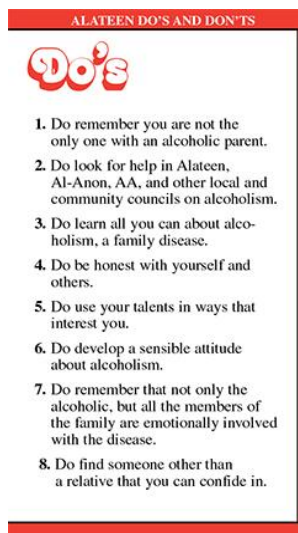 ALATEEN DO'S AND DON'TS
Do's
1. Do remember you are not the
only one with an alcoholic parent.
2. Do look for help in Alateen,
Al-Anon, AA, and other local and
community councils on alcoholism.
3. Do learn all you can about alco-
holism, a family disease.
4. Do be honest with yourself and
others.
5. Do use your talents in ways that
interest you.
6. Do develop a sensible attitude
about alcoholism.
7. Do remember that not only the
alcoholic, but all the members of
the family are emotionally involved
with the disease.
8. Do find someone other than
a relative that you can confide in.